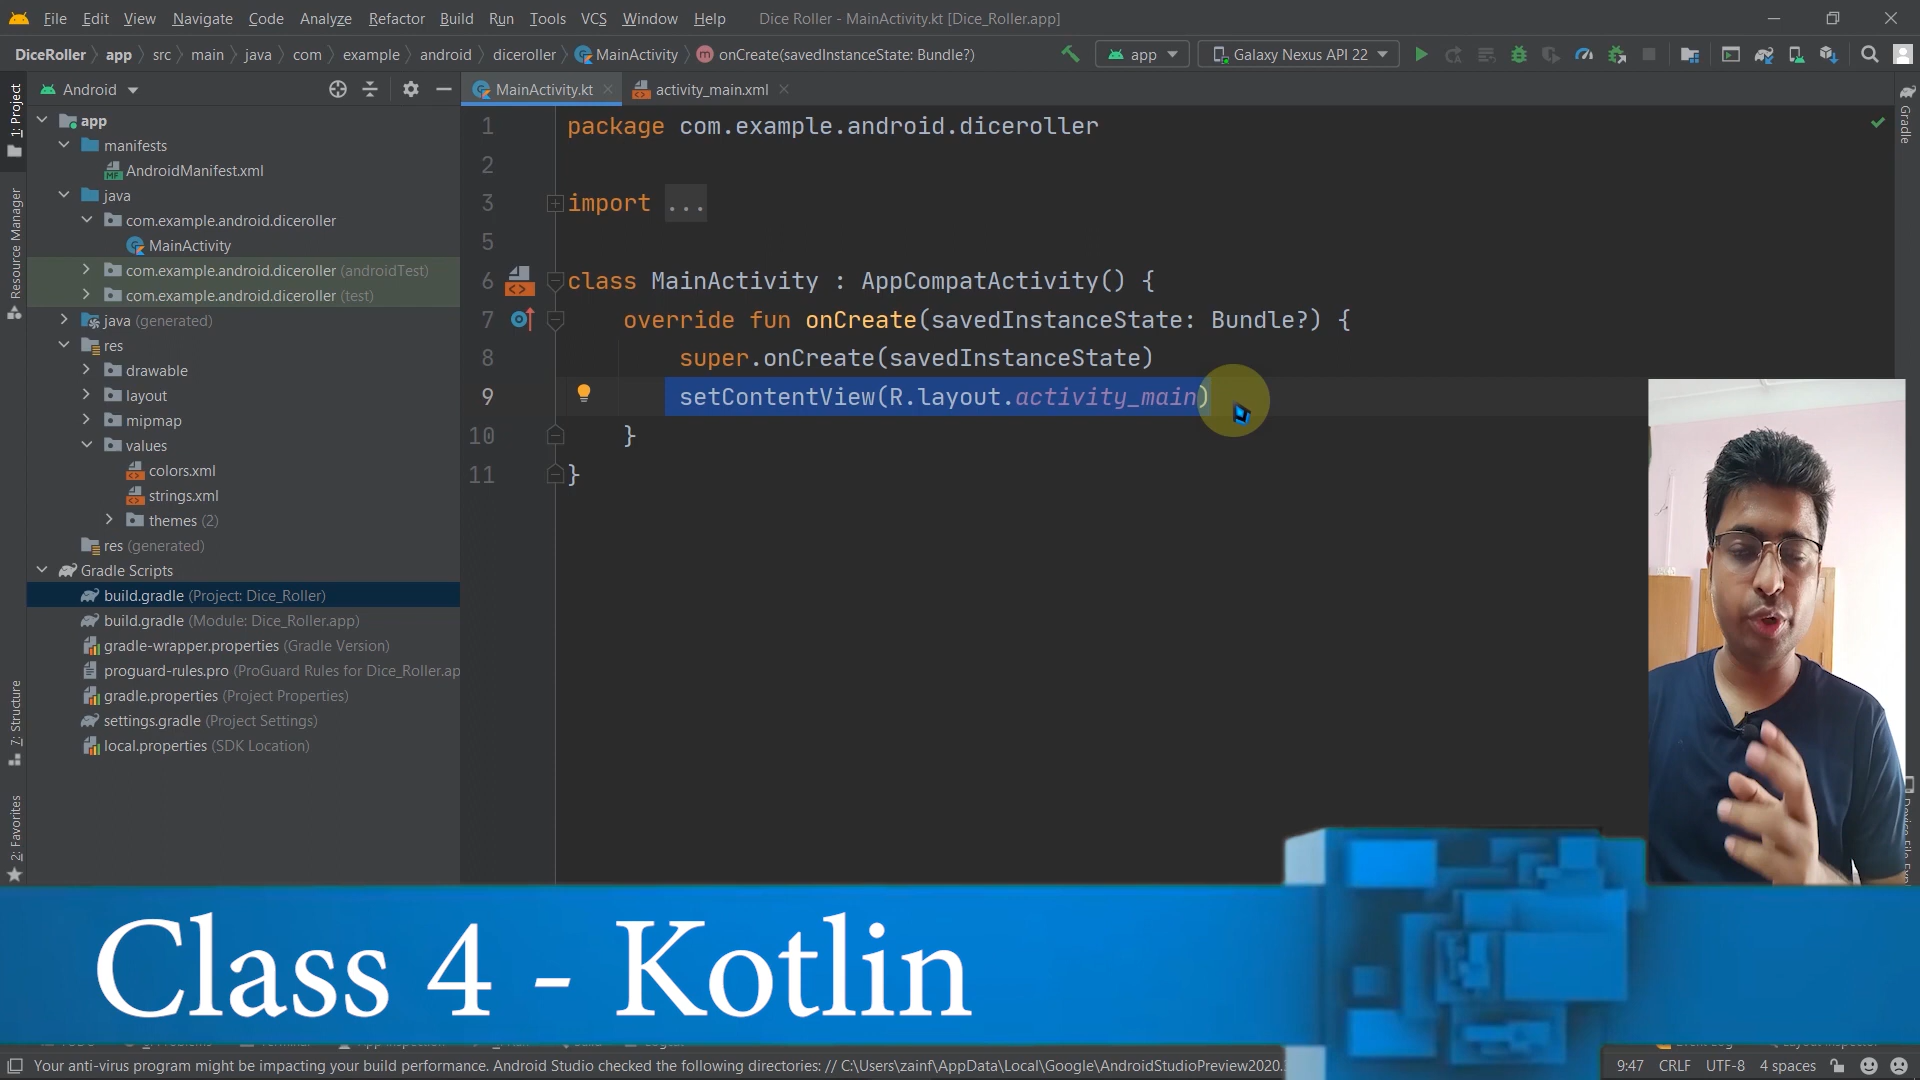 File Edit View Navigate Code Analyze Refactor Build Run Tools VCS Window Help Dice Roller - MainActivity.kt [Dice_Roller.app]
DiceRoller app src main java com example android diceroller MainActivity onCreate(savedInstanceState: Bundle?) app Galaxy Nexus API 22
Android
MainActivity.kt activity_main.xml
1: Project
Resource Manager
7: Structure
2: Favorites
Gradle
app
manifests
AndroidManifest.xml
java
com.example.android.diceroller
MainActivity
com.example.android.diceroller (androidTest)
com.example.android.diceroller (test)
java (generated)
res
drawable
layout
mipmap
values
colors.xml
strings.xml
themes (2)
res (generated)
Gradle Scripts
build.gradle (Project: Dice_Roller)
build.gradle (Module: Dice_Roller.app)
gradle-wrapper.properties (Gradle Version)
proguard-rules.pro (ProGuard Rules for Dice_Roller.ap
gradle.properties (Project Properties)
settings.gradle (Project Settings)
local.properties (SDK Location)
1 package com.example.android.diceroller
2
3 import ...
5
6 class MainActivity : AppCompatActivity() {
7 override fun onCreate(savedInstanceState: Bundle?) {
8 super.onCreate(savedInstanceState)
9 setContentView(R.layout.activity_main)
10 }
11 }
Class 4 - Kotlin
Your anti-virus program might be impacting your build performance. Android Studio checked the following directories: // C:\Users\zainf\AppData\Local\Google\AndroidStudioPreview2020. 9:47 CRLF UTF-8 4 spaces